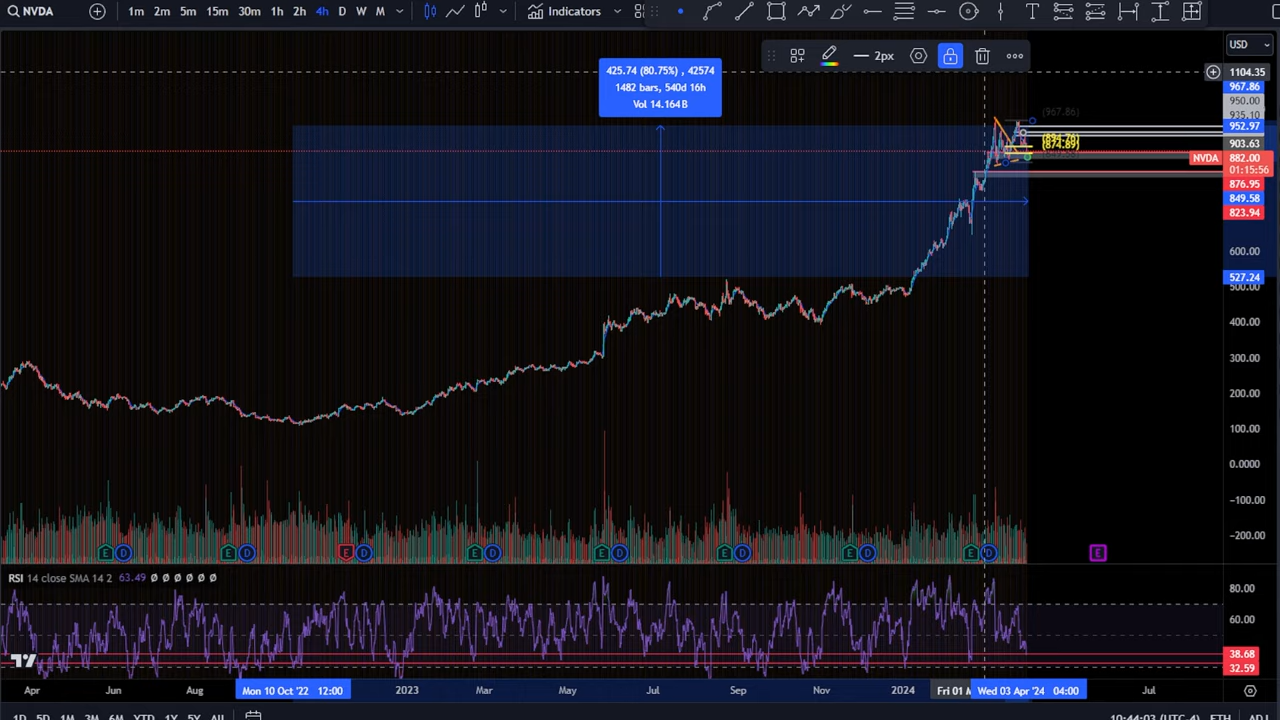 NVDA 1m 2m 5m 15m 30m 1h 2h 4h D W M Indicators
USD
2px
425.74 (80.75%) , 42574
1482 bars, 540d 16h
Vol 14.164B
1104.35
967.86
950.00
935.10
952.97
903.63
NVDA 882.00
01:15:56
876.95
849.58
823.94
(967.86)
(894.76)
(874.89)
600.00
527.24
500.00
400.00
300.00
200.00
100.00
0.0000
-100.00
-200.00
E D E D E D E D E D E D E D E D E
RSI 14 close SMA 14 2 63.49 Ø Ø Ø Ø Ø Ø
80.00
60.00
38.68
32.59
Apr Jun Aug Mon 10 Oct '22 12:00 2023 Mar May Jul Sep Nov 2024 Fri 01 Wed 03 Apr '24 04:00 Jul
1D 5D 1M 3M 6M YTD 1Y 5Y All 10:44:03 (UTC-4) ETH ADJ